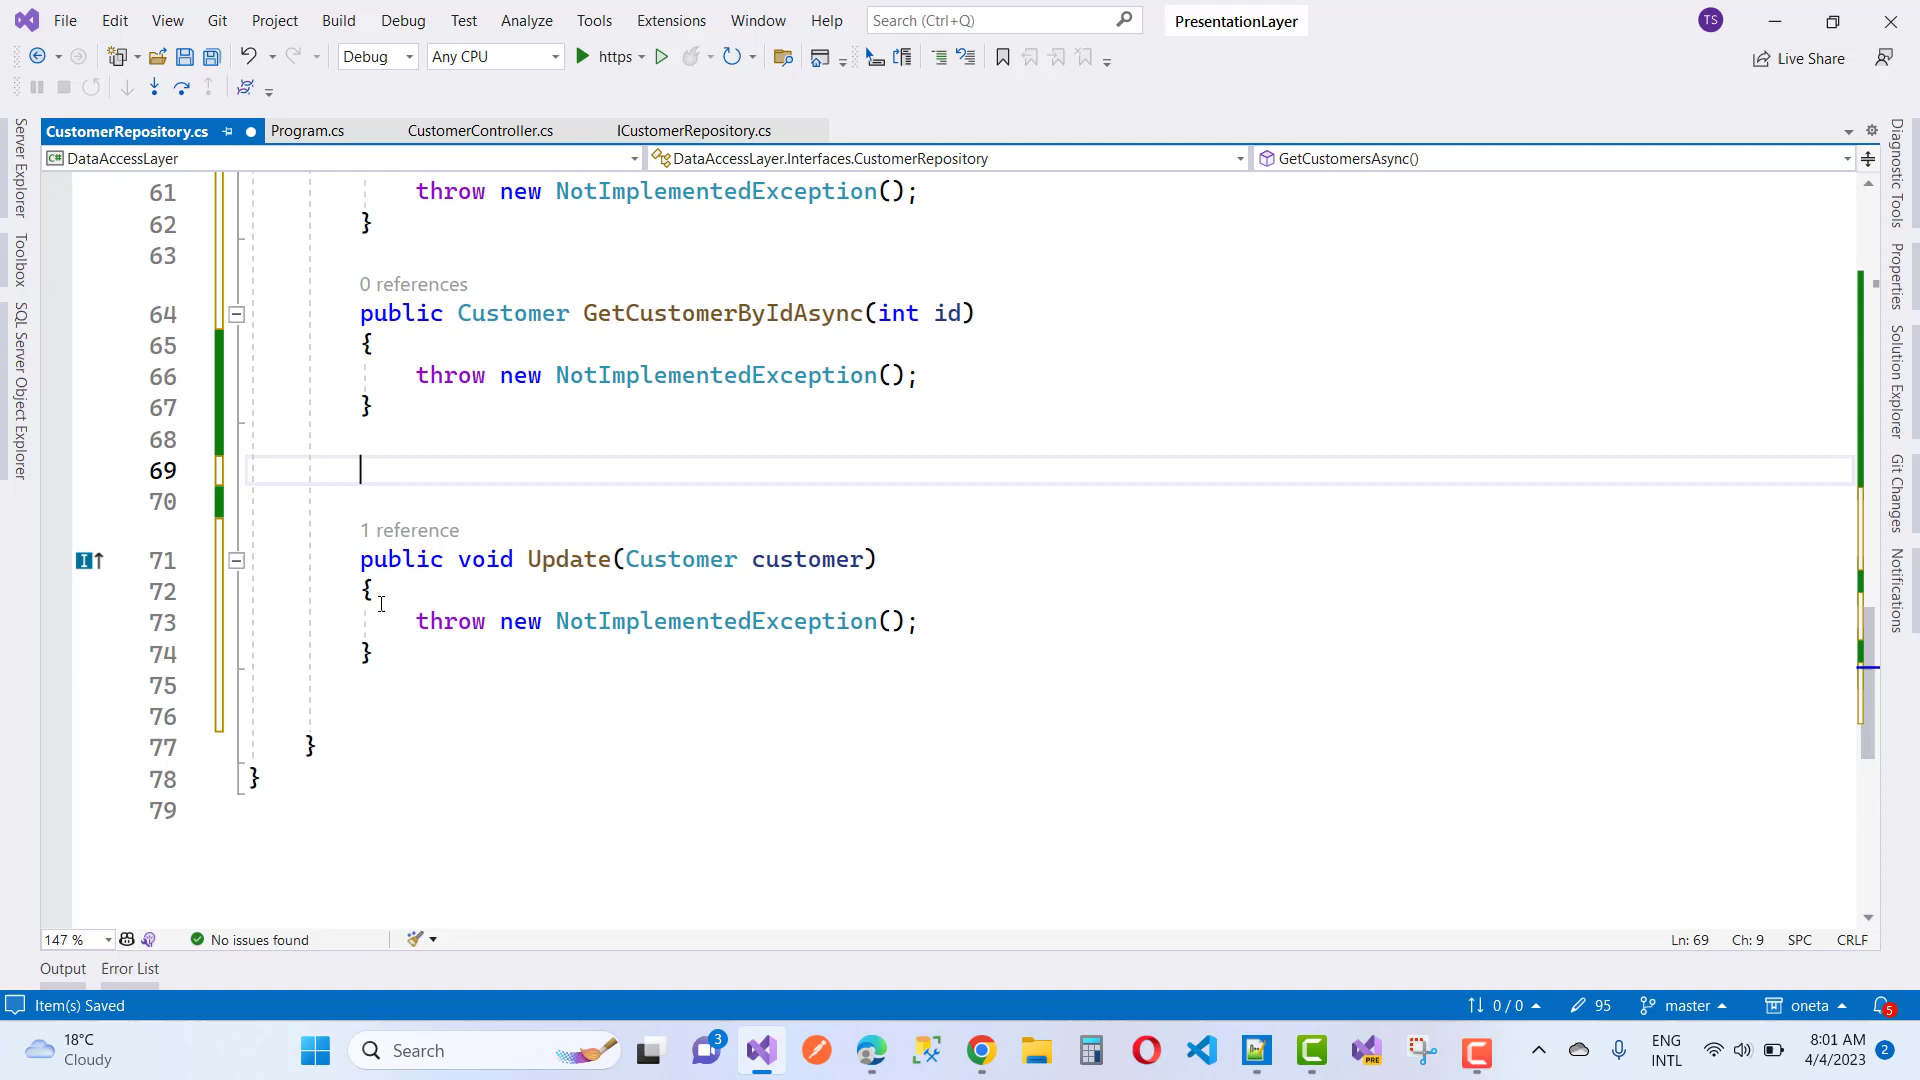 File Edit View Git Project Build Debug Test Analyze Tools Extensions Window Help Search (Ctrl+Q) PresentationLayer TS
Debug Any CPU https Live Share
CustomerRepository.cs Program.cs CustomerController.cs ICustomerRepository.cs
C# DataAccessLayer DataAccessLayer.Interfaces.CustomerRepository GetCustomersAsync()
Server Explorer
Toolbox
SQL Server Object Explorer
61 throw new NotImplementedException();
62 }
63
0 references
64 public Customer GetCustomerByIdAsync(int id)
65 {
66 throw new NotImplementedException();
67 }
68
69
70
1 reference
71 public void Update(Customer customer)
72 {
73 throw new NotImplementedException();
74 }
75
76
77 }
78 }
79
Diagnostic Tools
Properties
Solution Explorer
Git Changes
Notifications
147 % No issues found Ln: 69 Ch: 9 SPC CRLF
Output Error List
Item(s) Saved 0 / 0 95 master oneta 5
18°C
Cloudy
Search 3 PRE ENG
INTL
8:01 AM
4/4/2023 2